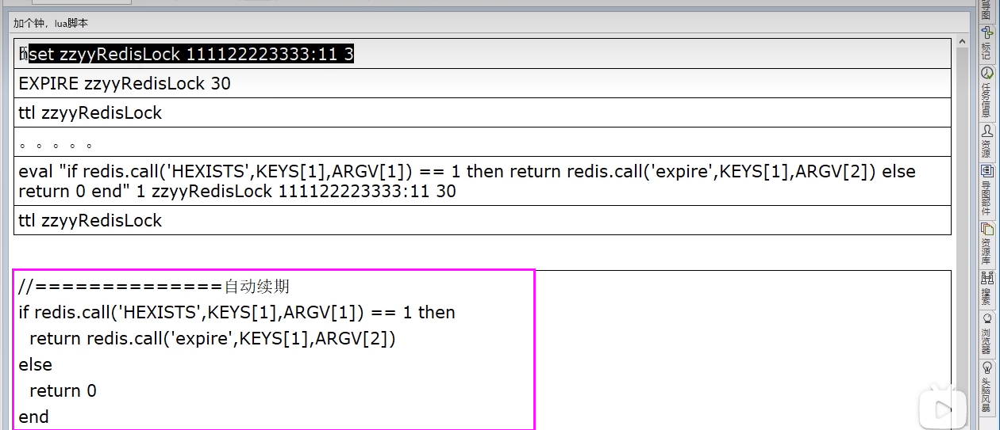 加个钟，lua脚本
hset zzyyRedisLock 111122223333:11 3
EXPIRE zzyyRedisLock 30
ttl zzyyRedisLock
。。。。。
eval "if redis.call('HEXISTS',KEYS[1],ARGV[1]) == 1 then return redis.call('expire',KEYS[1],ARGV[2]) else
return 0 end" 1 zzyyRedisLock 111122223333:11 30
ttl zzyyRedisLock
//==============自动续期
if redis.call('HEXISTS',KEYS[1],ARGV[1]) == 1 then
return redis.call('expire',KEYS[1],ARGV[2])
else
return 0
end
导图
标记
任务信息
资源
导图部件
资源库
搜索
浏览器
头脑风暴